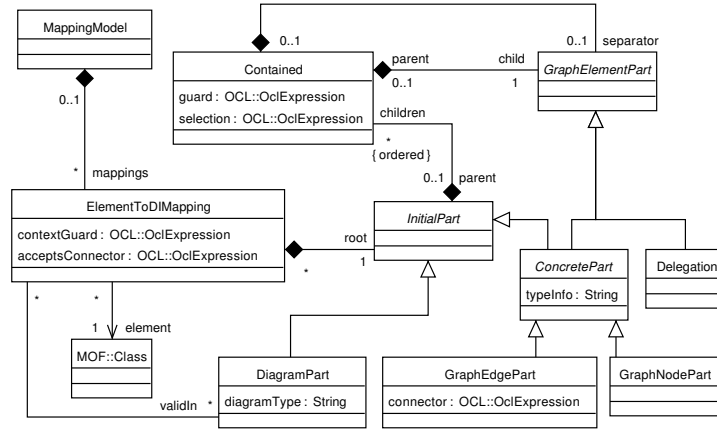 MappingModel
0..1
* mappings
0..1
0..1 separator
Contained
guard : OCL::OclExpression
selection : OCL::OclExpression
parent
0..1
child
1
GraphElementPart
children
*
{ ordered }
0..1 parent
ElementToDIMapping
contextGuard : OCL::OclExpression
acceptsConnector : OCL::OclExpression
*
root
1
InitialPart
ConcretePart
typeInfo : String
Delegation
*
*
1 element
MOF::Class
DiagramPart
diagramType : String
validIn *
GraphEdgePart
connector : OCL::OclExpression
GraphNodePart